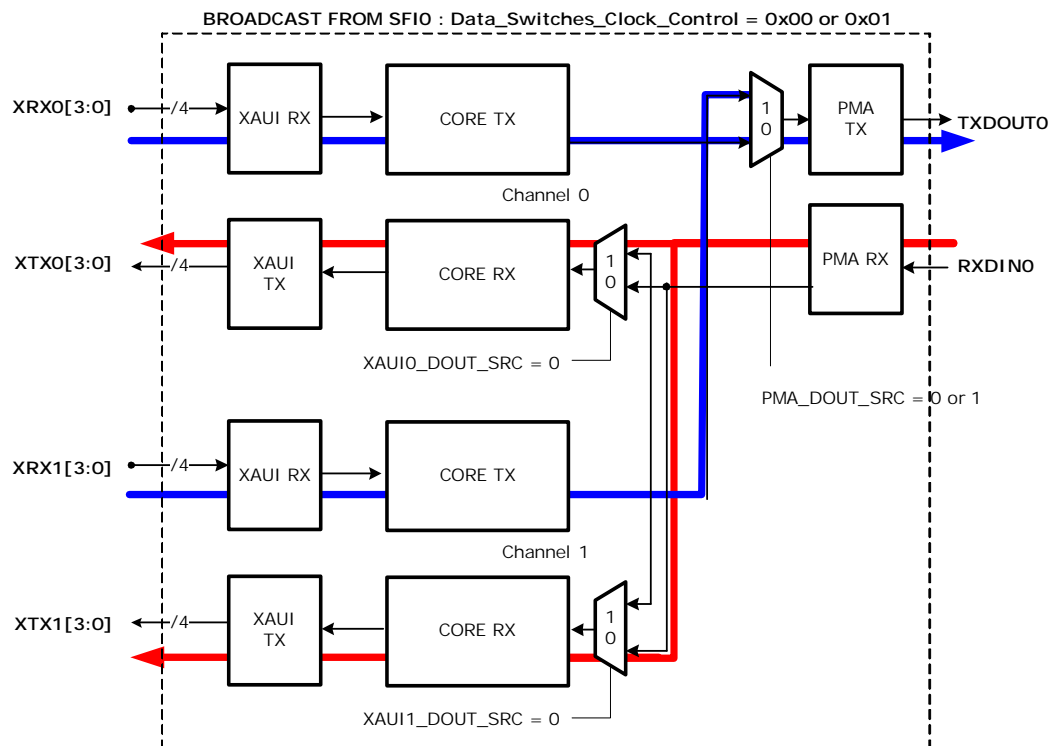 BROADCAST FROM SFI0 : Data_Switches_Clock_Control = 0x00 or 0x01
XRX0[3:0]
/4
XAUI RX
CORE TX
1
0
PMA
TX
TXDOUT0
Channel 0
XTX0[3:0]
/4
XAUI
TX
CORE RX
1
0
PMA RX
RXDIN0
XAUI0_DOUT_SRC = 0
PMA_DOUT_SRC = 0 or 1
XRX1[3:0]
/4
XAUI RX
CORE TX
Channel 1
XTX1[3:0]
/4
XAUI
TX
CORE RX
1
0
XAUI1_DOUT_SRC = 0